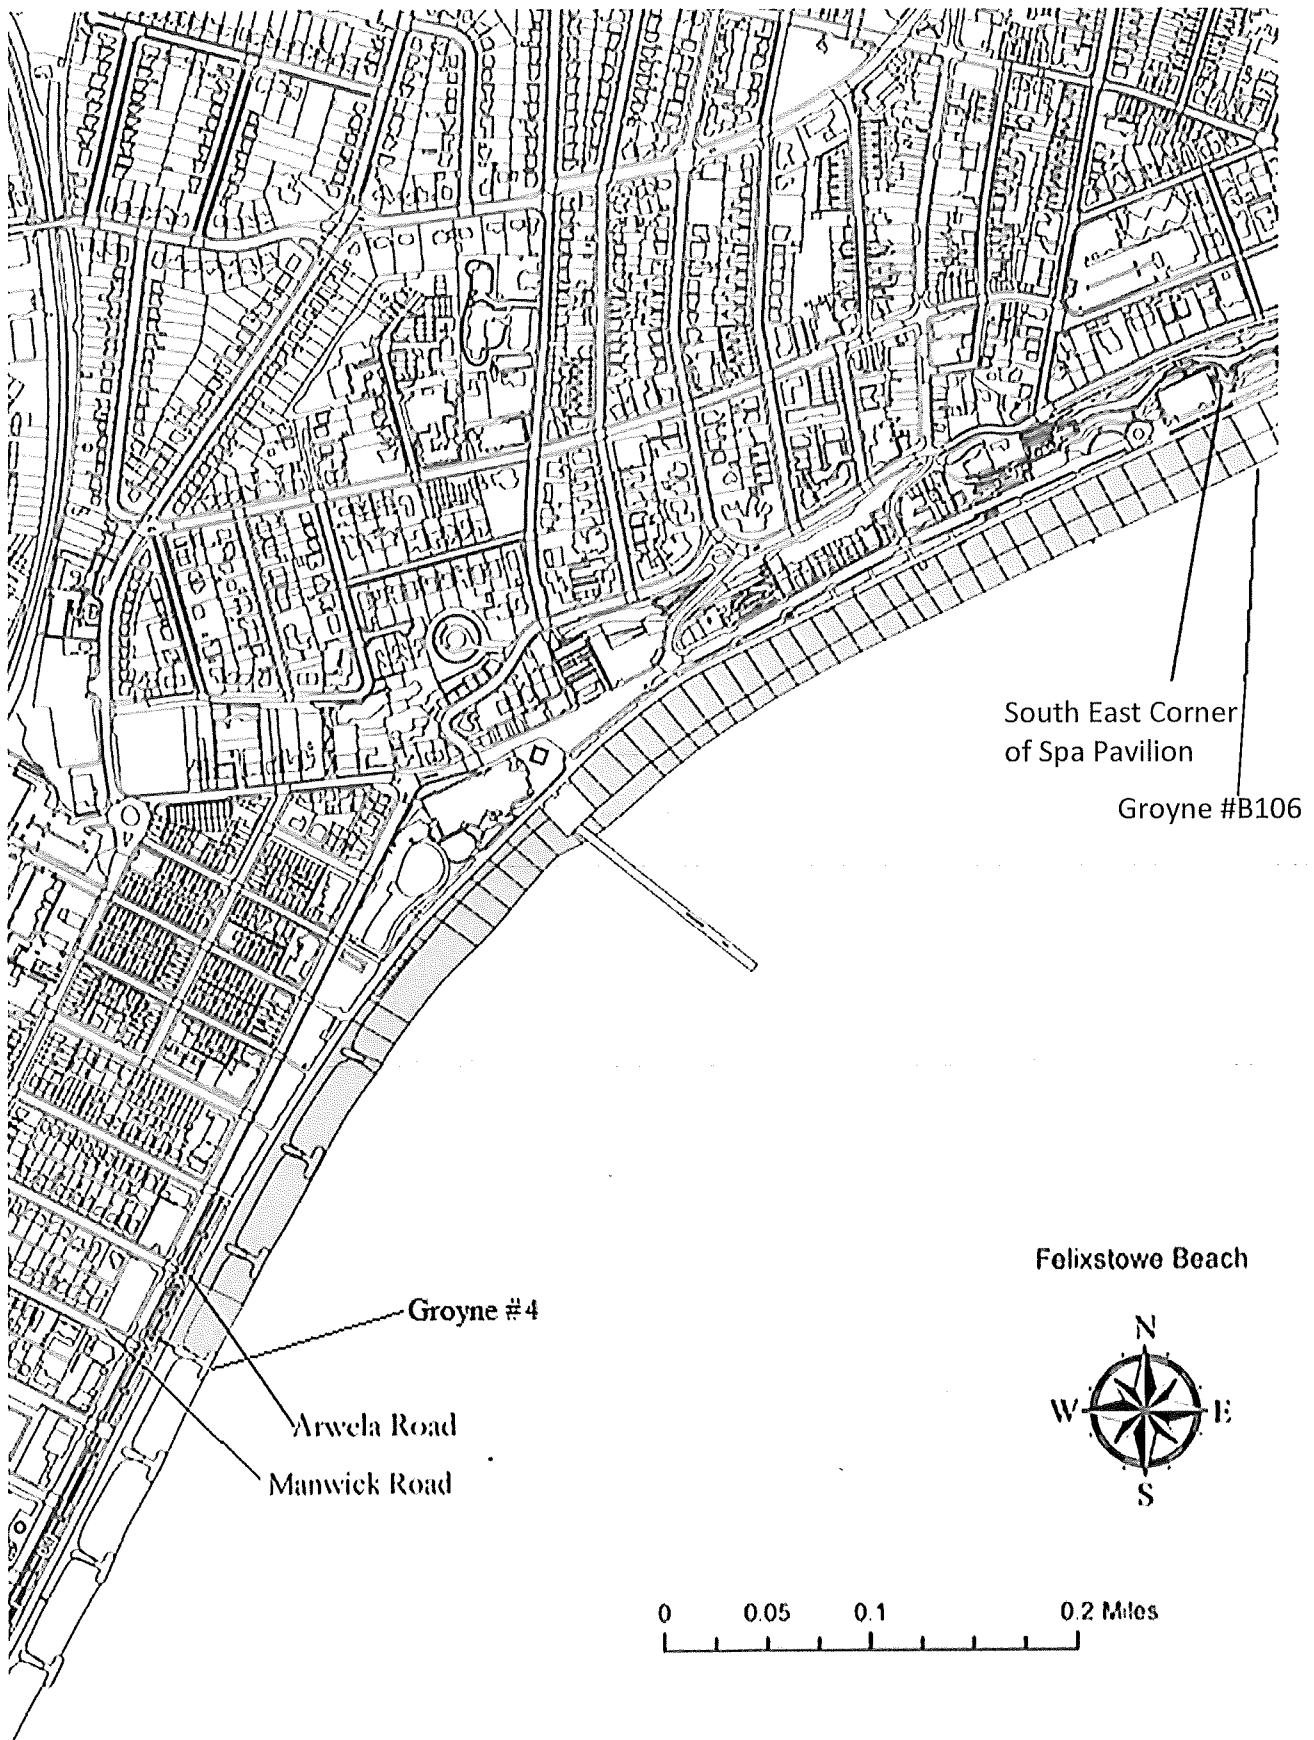 South East Corner
of Spa Pavilion
Groyne #B106
Felixstowe Beach
Groyne #4
N
W E
S
Arwela Road
Manwick Road
0 0.05 0.1 0.2 Miles